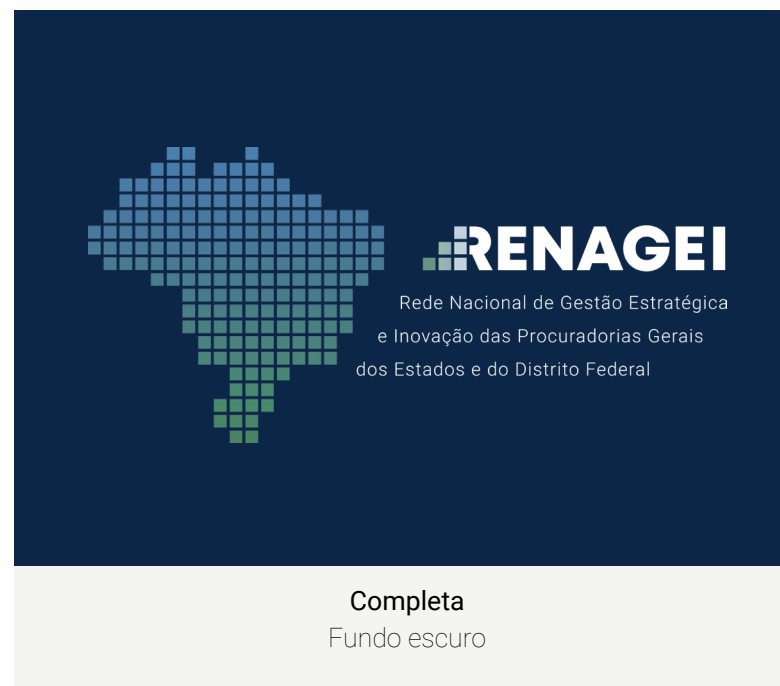 RENAGEI
Rede Nacional de Gestão Estratégica
e Inovação das Procuradorias Gerais
dos Estados e do Distrito Federal
Completa
Fundo escuro